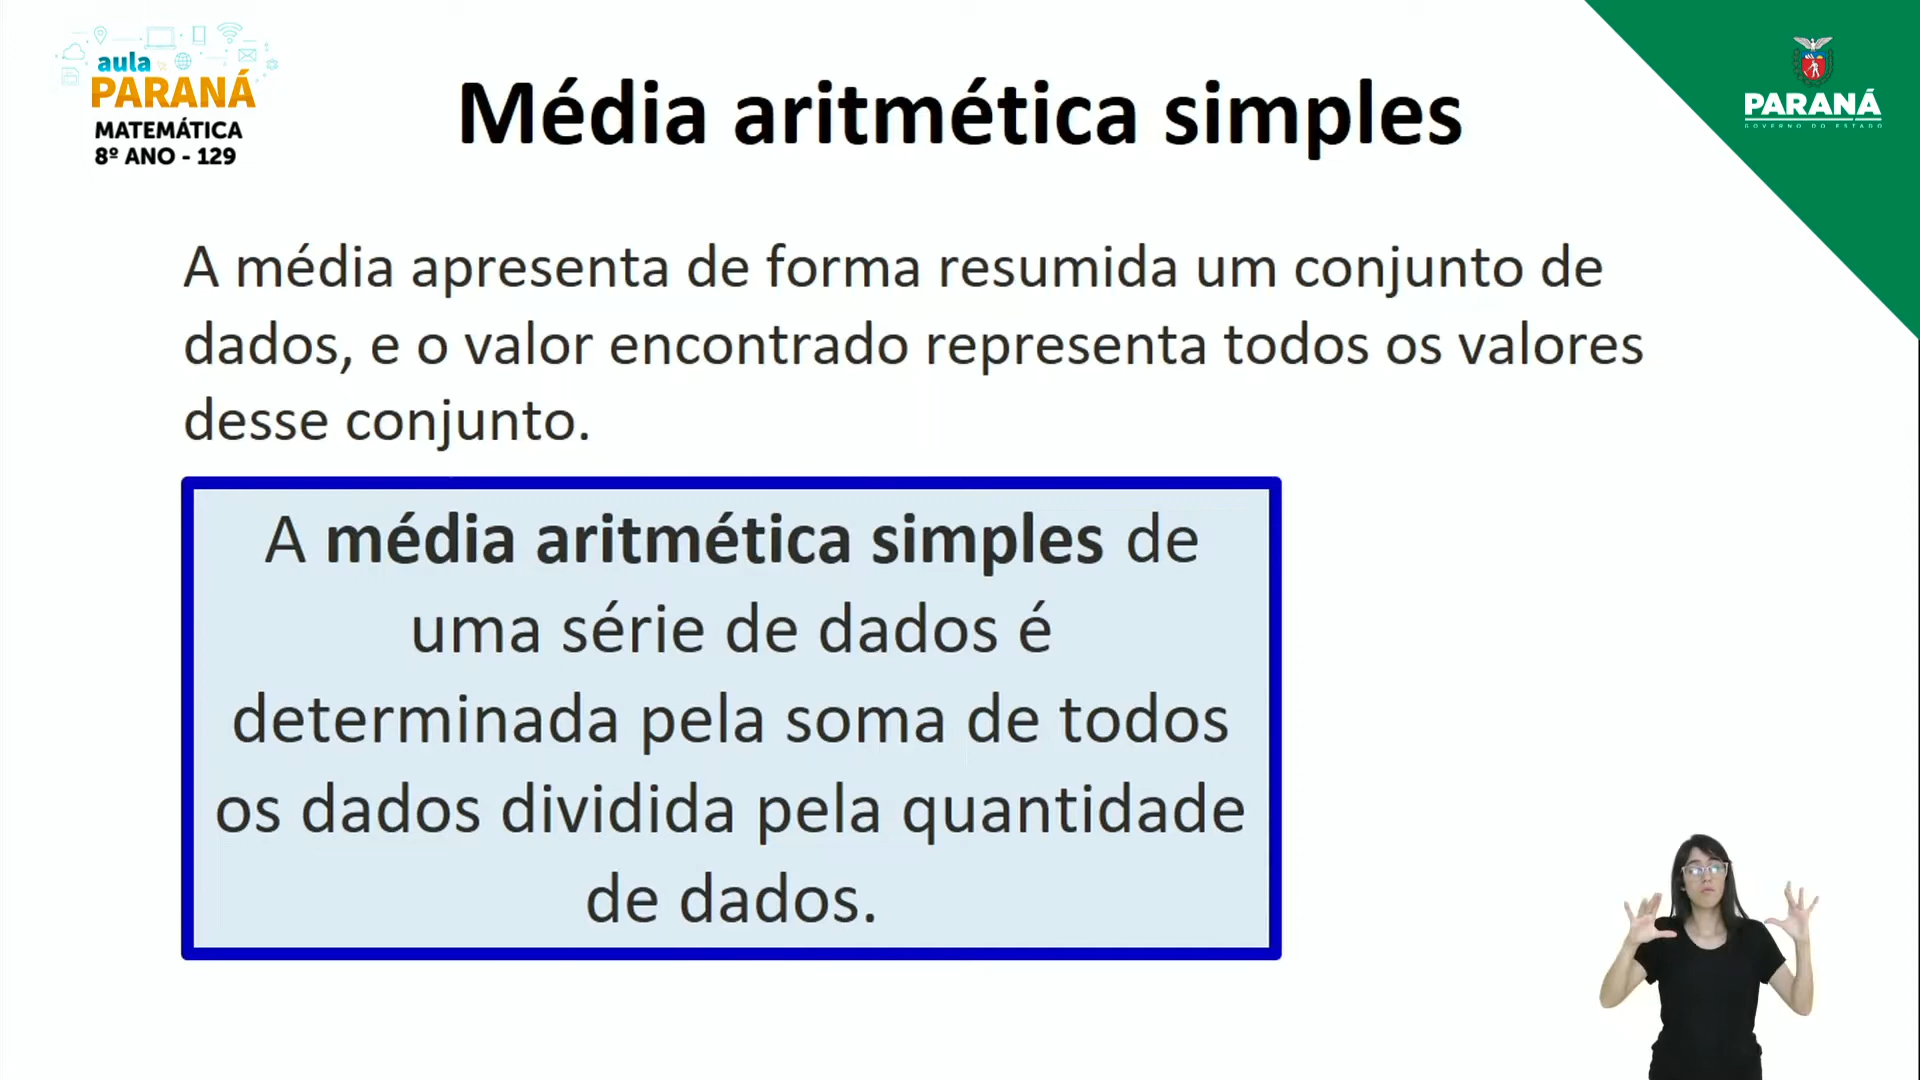 aula
PARANÁ
MATEMÁTICA
8º ANO - 129
Média aritmética simples
PARANÁ
GOVERNO DO ESTADO
A média apresenta de forma resumida um conjunto de
dados, e o valor encontrado representa todos os valores
desse conjunto.
A média aritmética simples de
uma série de dados é
determinada pela soma de todos
os dados dividida pela quantidade
de dados.